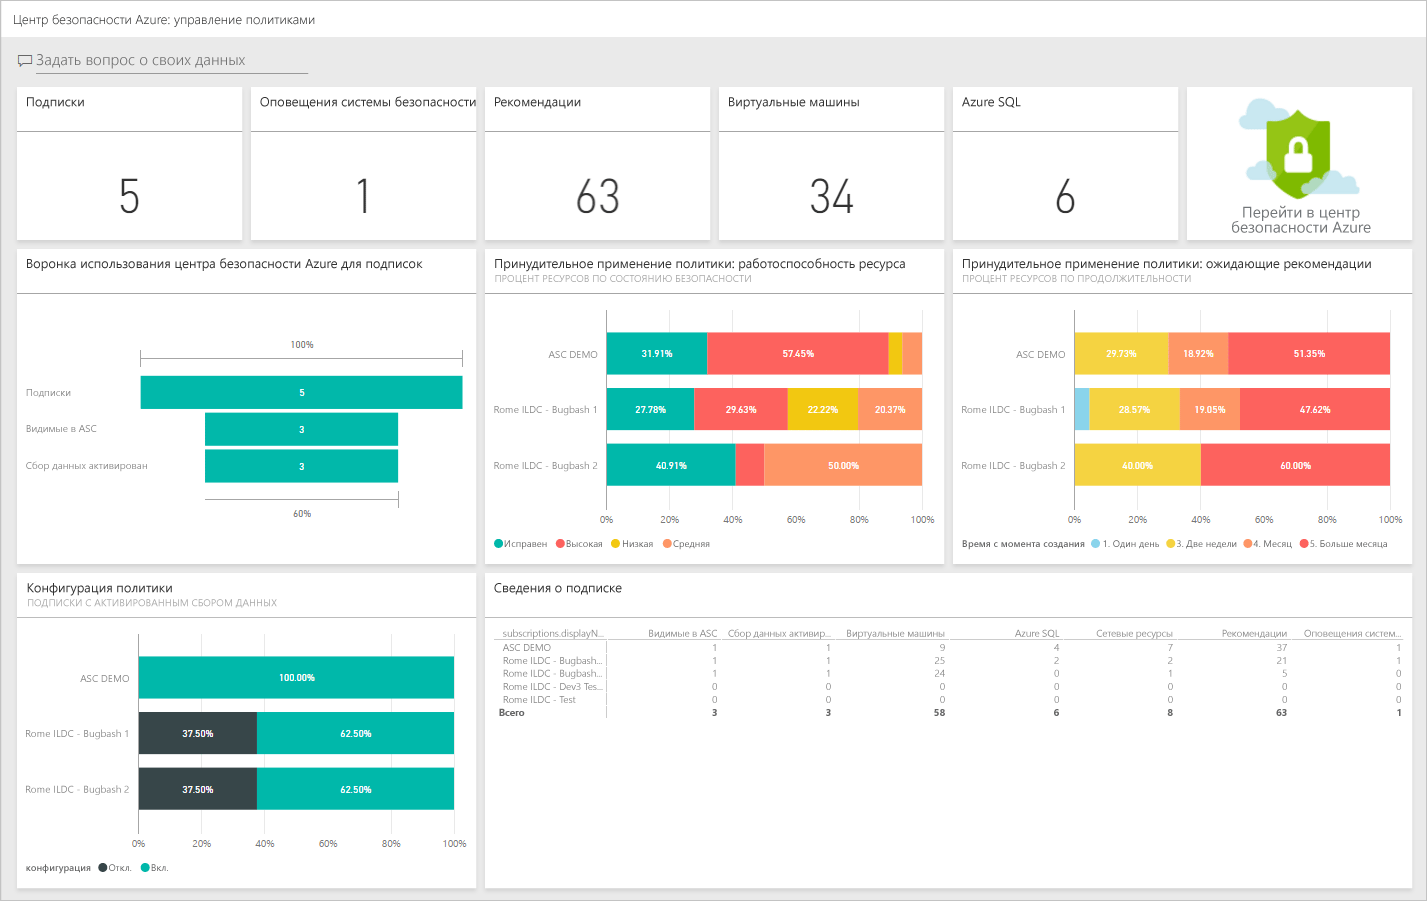 Центр безопасности Azure: управление политиками
Задать вопрос о своих данных
Подписки
5
Оповещения системы безопасности
1
Рекомендации
63
Виртуальные машины
34
Azure SQL
6
Перейти в центр
безопасности Azure
Воронка использования центра безопасности Azure для подписок
100%
Подписки 5
Видимые в ASC 3
Сбор данных активирован 3
60%
Принудительное применение политики: работоспособность ресурса
ПРОЦЕНТ РЕСУРСОВ ПО СОСТОЯНИЮ БЕЗОПАСНОСТИ
ASC DEMO 31.91% 57.45%
Rome ILDC - Bugbash 1 27.78% 29.63% 22.22% 20.37%
Rome ILDC - Bugbash 2 40.91% 50.00%
0% 20% 40% 60% 80% 100%
Исправен Высокая Низкая Средняя
Принудительное применение политики: ожидающие рекомендации
ПРОЦЕНТ РЕСУРСОВ ПО ПРОДОЛЖИТЕЛЬНОСТИ
ASC DEMO 29.73% 18.92% 51.35%
Rome ILDC - Bugbash 1 28.57% 19.05% 47.62%
Rome ILDC - Bugbash 2 40.00% 60.00%
0% 20% 40% 60% 80% 100%
Время с момента создания 1. Один день 3. Две недели 4. Месяц 5. Больше месяца
Конфигурация политики
ПОДПИСКИ С АКТИВИРОВАННЫМ СБОРОМ ДАННЫХ
ASC DEMO 100.00%
Rome ILDC - Bugbash 1 37.50% 62.50%
Rome ILDC - Bugbash 2 37.50% 62.50%
0% 20% 40% 60% 80% 100%
конфигурация Откл. Вкл.
Сведения о подписке
subscriptions.displayN... Видимые в ASC Сбор данных активир... Виртуальные машины Azure SQL Сетевые ресурсы Рекомендации Оповещения систем...
ASC DEMO 1 1 9 4 7 37 1
Rome ILDC - Bugbash... 1 1 25 2 2 21 1
Rome ILDC - Bugbash... 1 1 24 0 1 5 0
Rome ILDC - Dev3 Tes... 0 0 0 0 0 0 0
Rome ILDC - Test 0 0 0 0 0 0 0
Всего 3 3 58 6 8 63 1